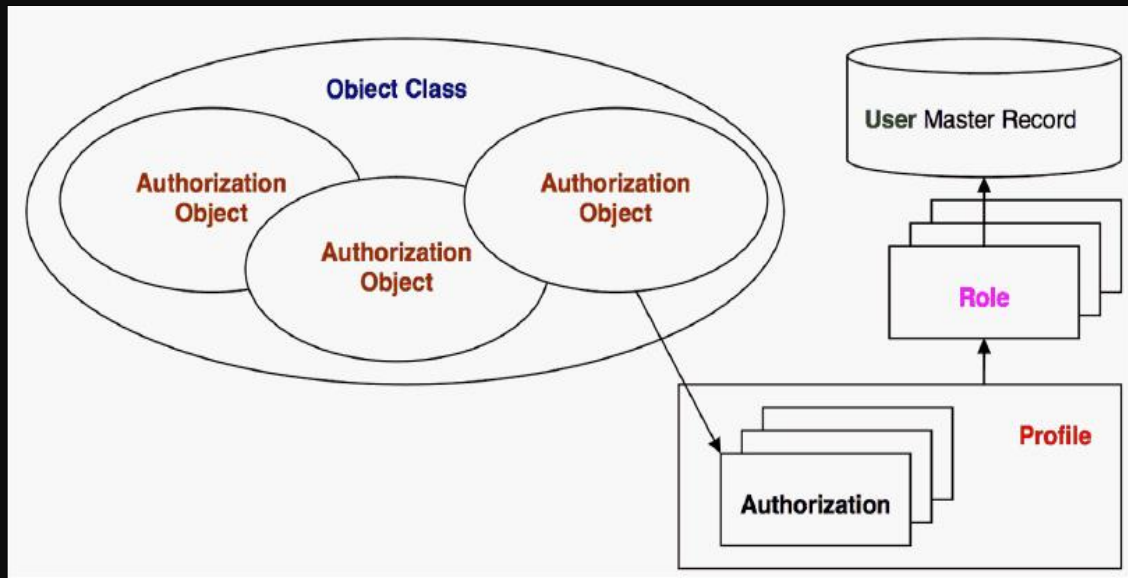 Object Class
Authorization
Object
Authorization
Object
Authorization
Object
User Master Record
Role
Profile
Authorization